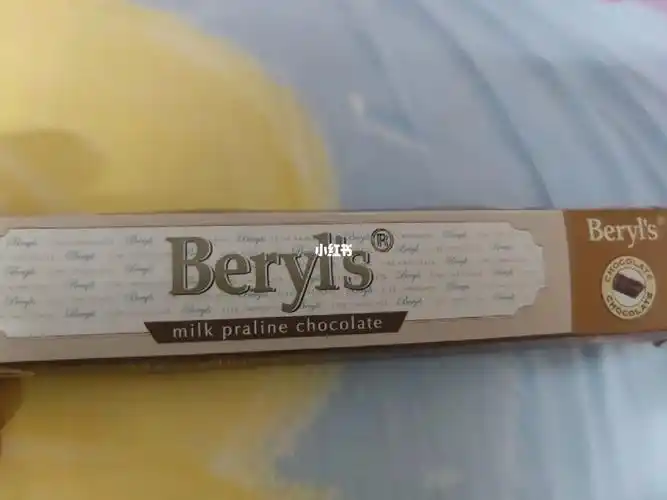 Beryl's®
小红书
milk praline chocolate
Beryl's
CHOCOLATE
CHOCOLATE